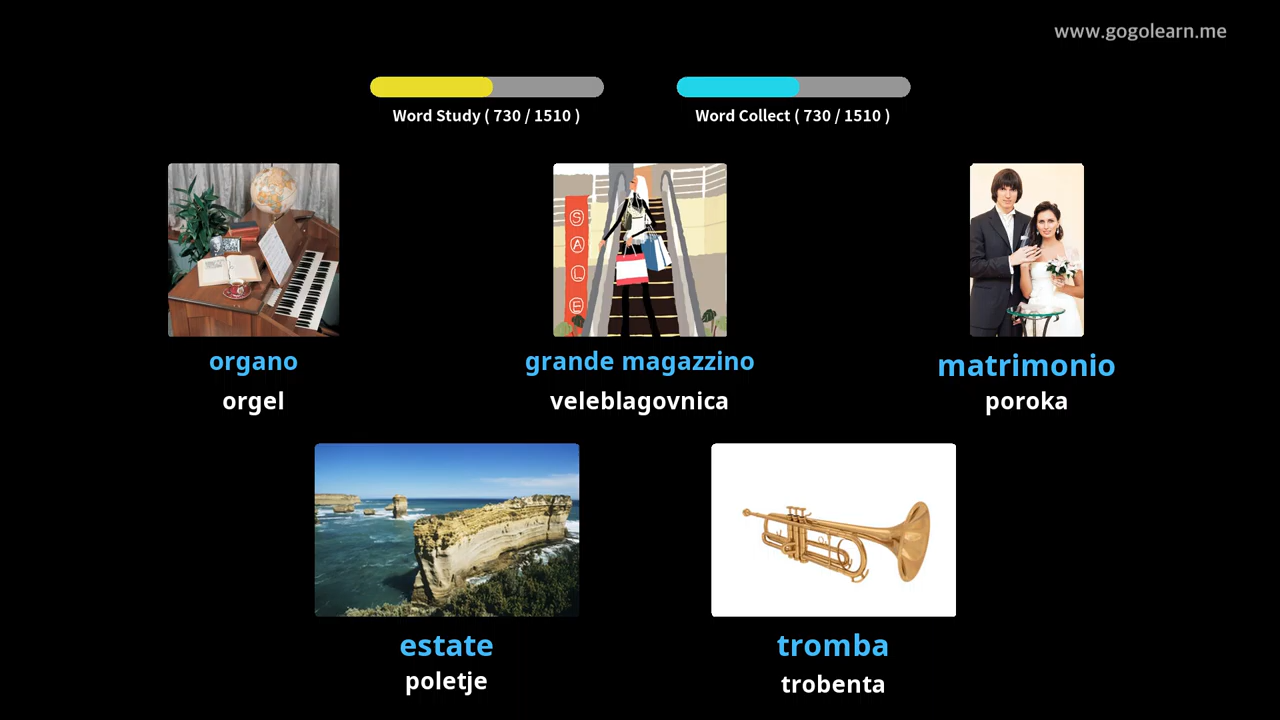 www.gogolearn.me
Word Study ( 730 / 1510 )
Word Collect ( 730 / 1510 )
SALE
organo
orgel
grande magazzino
veleblagovnica
matrimonio
poroka
estate
poletje
tromba
trobenta